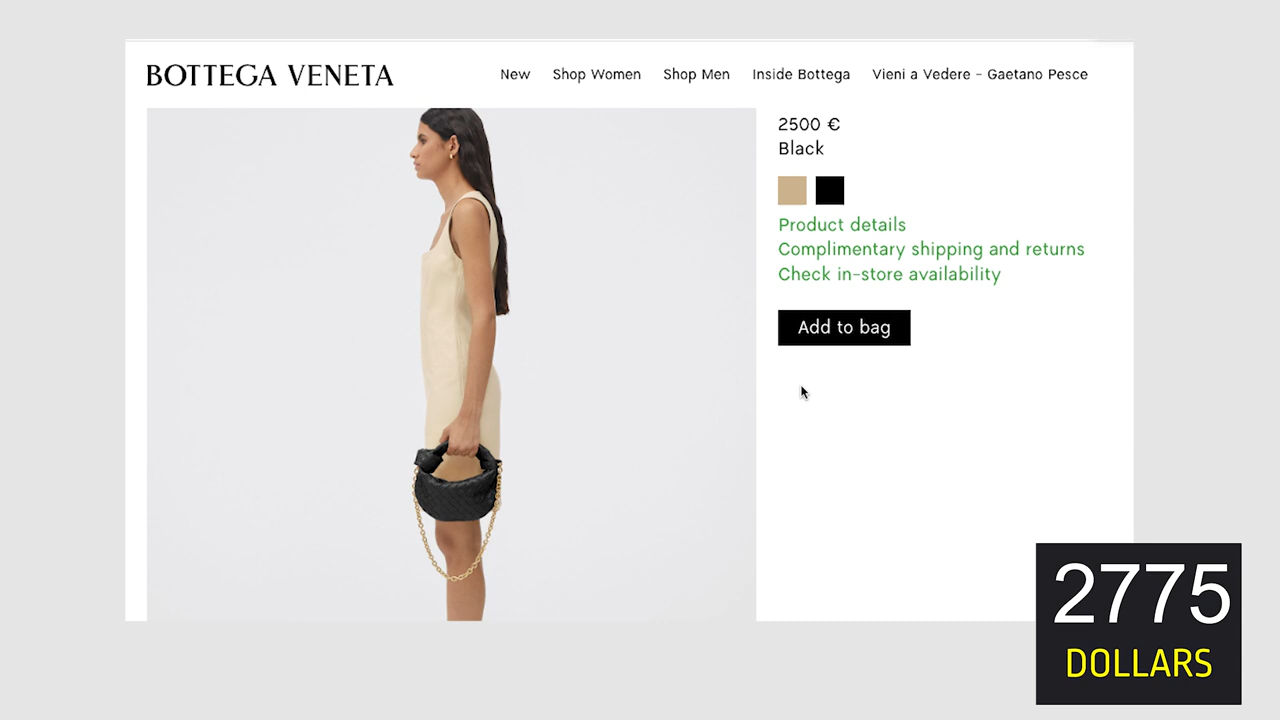 BOTTEGA VENETA
New Shop Women Shop Men Inside Bottega Vieni a Vedere - Gaetano Pesce
2500 €
Black
Product details
Complimentary shipping and returns
Check in-store availability
Add to bag
2775
DOLLARS